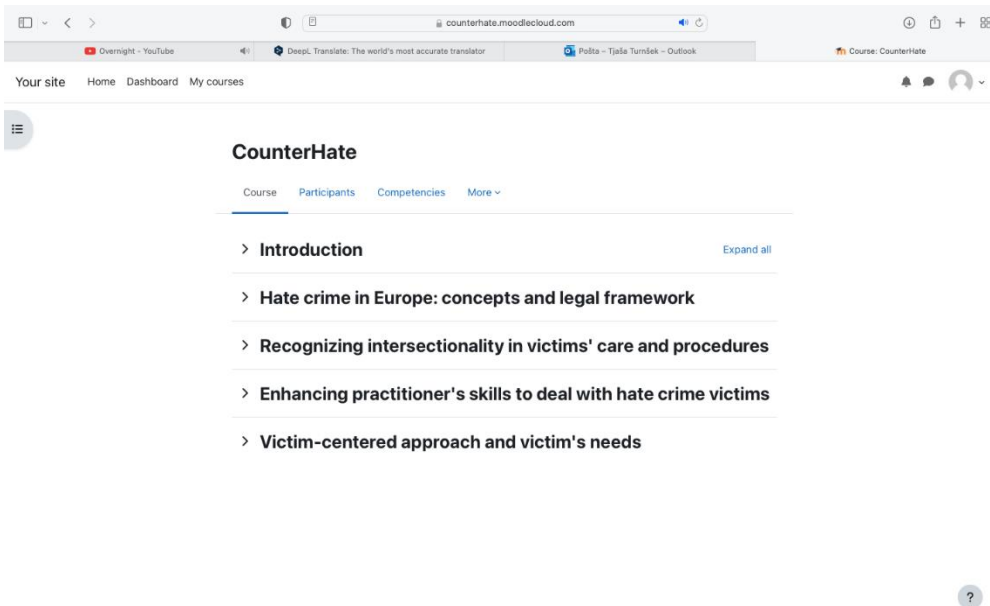 counterhate.moodlecloud.com
Overnight - YouTube
DeepL Translate: The world's most accurate translator
Pošta – Tjaša Turnšek – Outlook
Course: CounterHate
Your site Home Dashboard My courses
CounterHate
Course Participants Competencies More
Introduction Expand all
Hate crime in Europe: concepts and legal framework
Recognizing intersectionality in victims' care and procedures
Enhancing practitioner's skills to deal with hate crime victims
Victim-centered approach and victim's needs
?